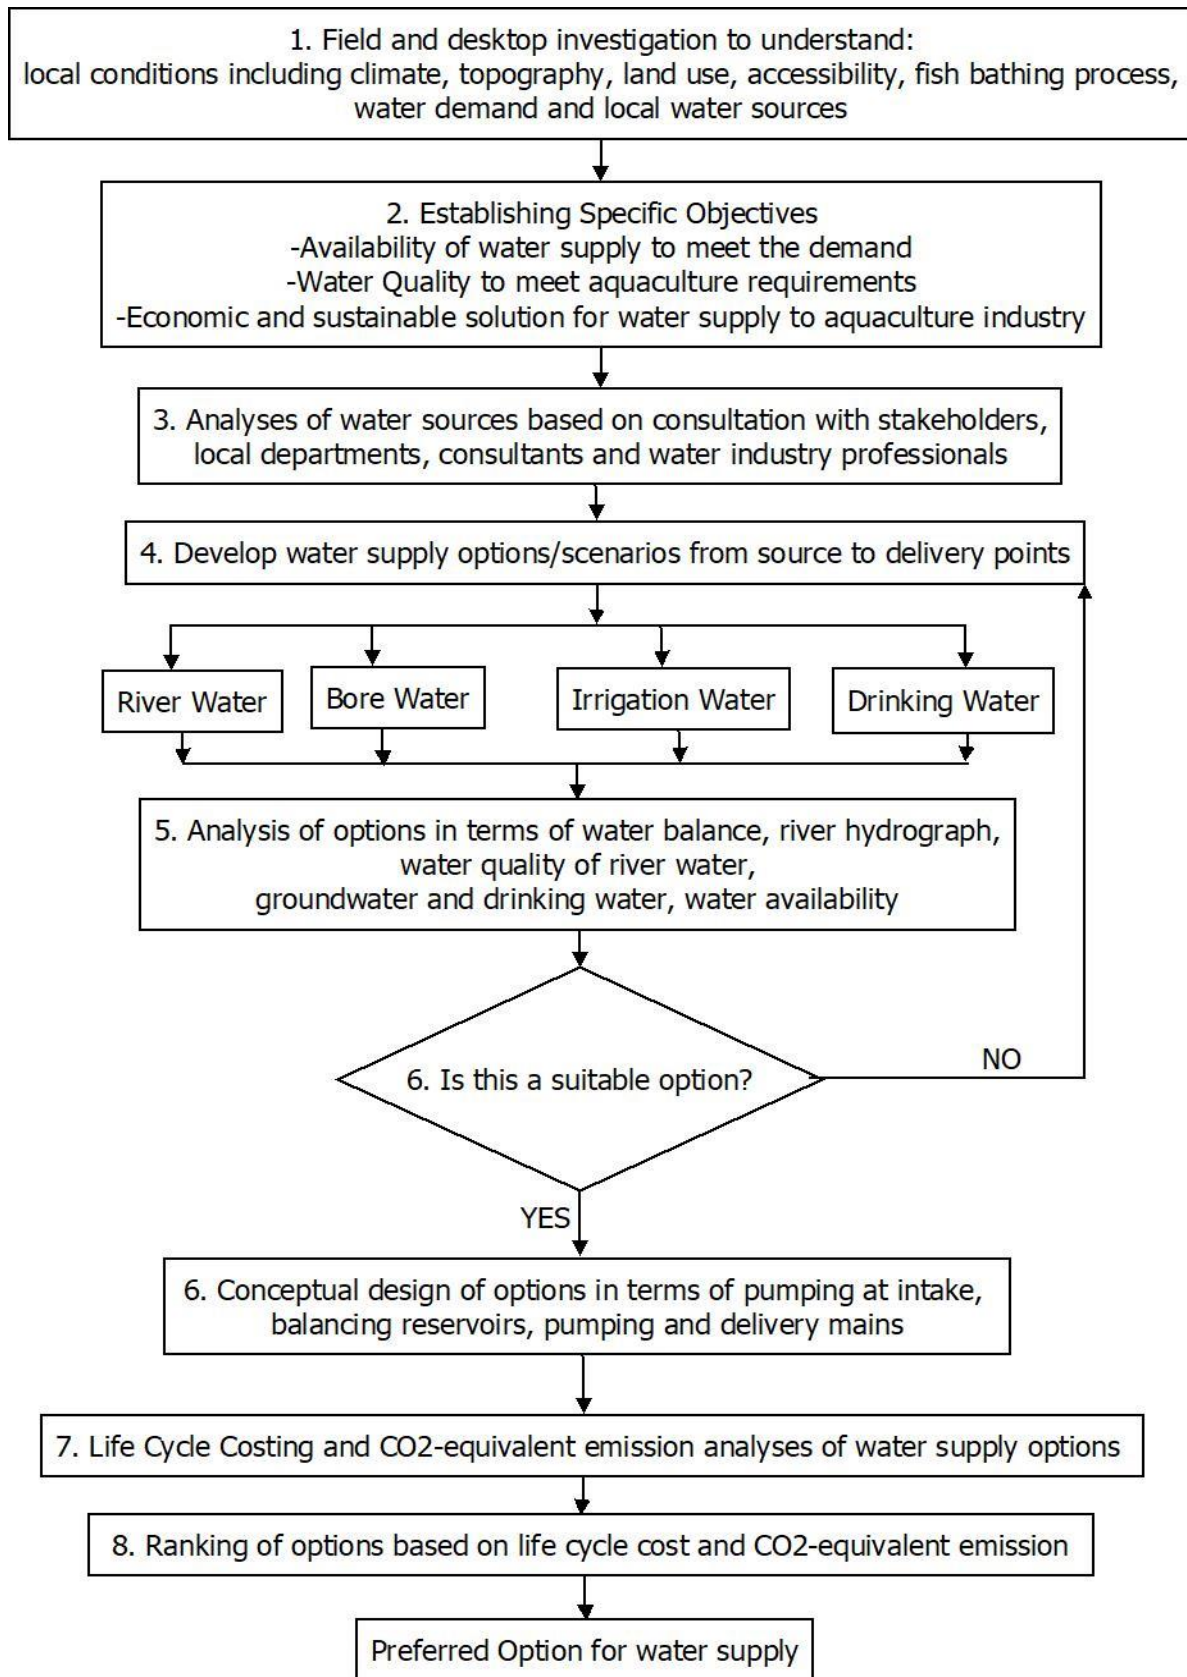 1. Field and desktop investigation to understand:
local conditions including climate, topography, land use, accessibility, fish bathing process,
water demand and local water sources
2. Establishing Specific Objectives
-Availability of water supply to meet the demand
-Water Quality to meet aquaculture requirements
-Economic and sustainable solution for water supply to aquaculture industry
3. Analyses of water sources based on consultation with stakeholders,
local departments, consultants and water industry professionals
4. Develop water supply options/scenarios from source to delivery points
River Water
Bore Water
Irrigation Water
Drinking Water
5. Analysis of options in terms of water balance, river hydrograph,
water quality of river water,
groundwater and drinking water, water availability
6. Is this a suitable option?
NO
YES
6. Conceptual design of options in terms of pumping at intake,
balancing reservoirs, pumping and delivery mains
7. Life Cycle Costing and CO2-equivalent emission analyses of water supply options
8. Ranking of options based on life cycle cost and CO2-equivalent emission
Preferred Option for water supply